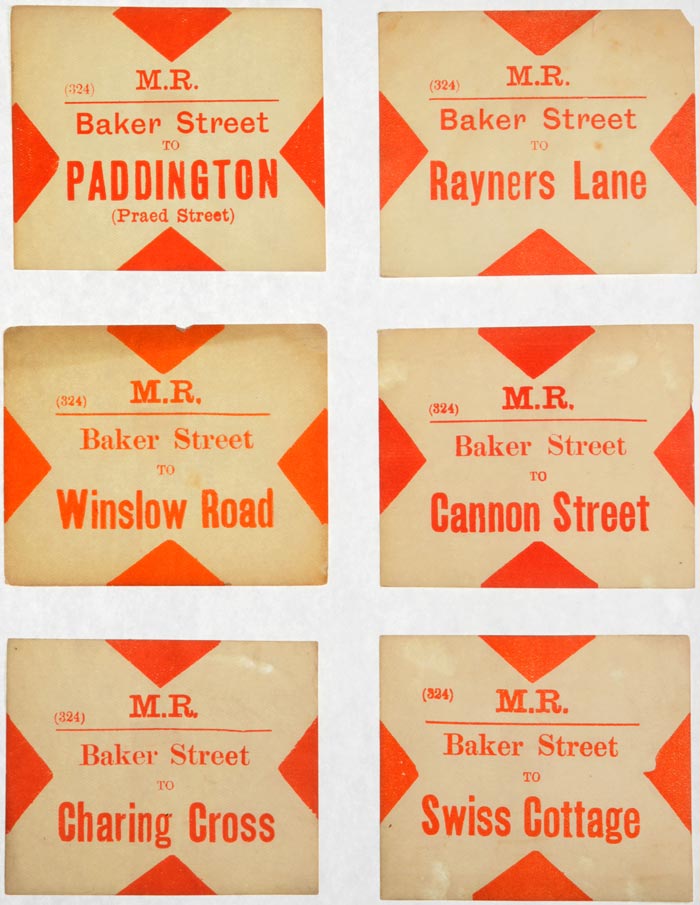 (324) M.R.
Baker Street
TO
PADDINGTON
(Praed Street)
(324) M.R.
Baker Street
TO
Rayners Lane
(324) M.R.
Baker Street
TO
Winslow Road
(324) M.R.
Baker Street
TO
Cannon Street
(324) M.R.
Baker Street
TO
Charing Cross
(324) M.R.
Baker Street
TO
Swiss Cottage